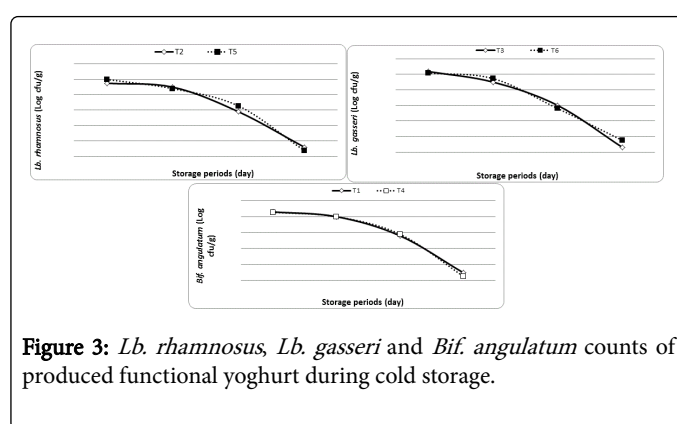 T2 T5
Lb. rhamnosus (Log cfu/g)
Storage periods (day)
T3 T6
Lb. gasseri (Log cfu/g)
Storage periods (day)
T1 T4
Bif. angulatum (Log
cfu/g)
Storage periods (day)
Figure 3: Lb. rhamnosus, Lb. gasseri and Bif. angulatum counts of
produced functional yoghurt during cold storage.